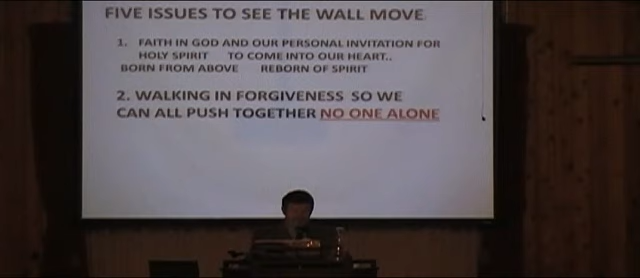 FIVE ISSUES TO SEE THE WALL MOVE
1. FAITH IN GOD AND OUR PERSONAL INVITATION FOR
HOLY SPIRIT TO COME INTO OUR HEART..
BORN FROM ABOVE REBORN OF SPIRIT
2. WALKING IN FORGIVENESS SO WE
CAN ALL PUSH TOGETHER NO ONE ALONE